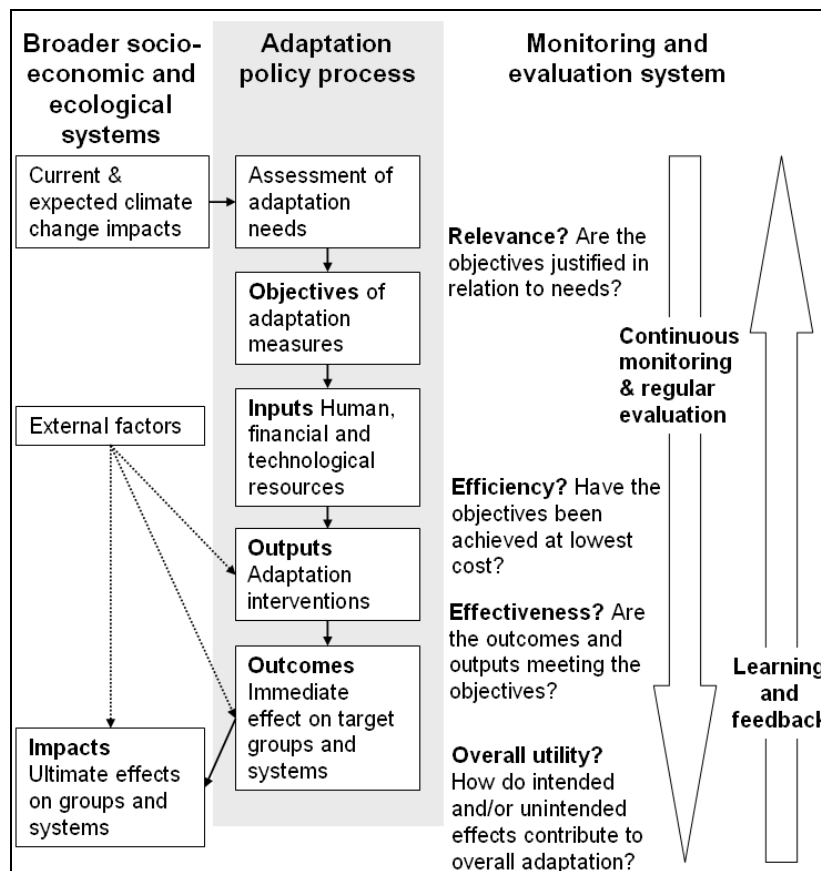 Broader socio-
economic and
ecological
systems
Adaptation
policy process
Monitoring and
evaluation system
Current &
expected climate
change impacts
Assessment of
adaptation
needs
Relevance? Are the
objectives justified in
relation to needs?
Objectives of
adaptation
measures
Continuous
monitoring
& regular
evaluation
External factors
Inputs Human,
financial and
technological
resources
Efficiency? Have the
objectives been
achieved at lowest
cost?
Outputs
Adaptation
interventions
Effectiveness? Are
the outcomes and
outputs meeting the
objectives?
Outcomes
Immediate
effect on target
groups and
systems
Learning
and
feedback
Impacts
Ultimate effects
on groups and
systems
Overall utility?
How do intended
and/or unintended
effects contribute to
overall adaptation?